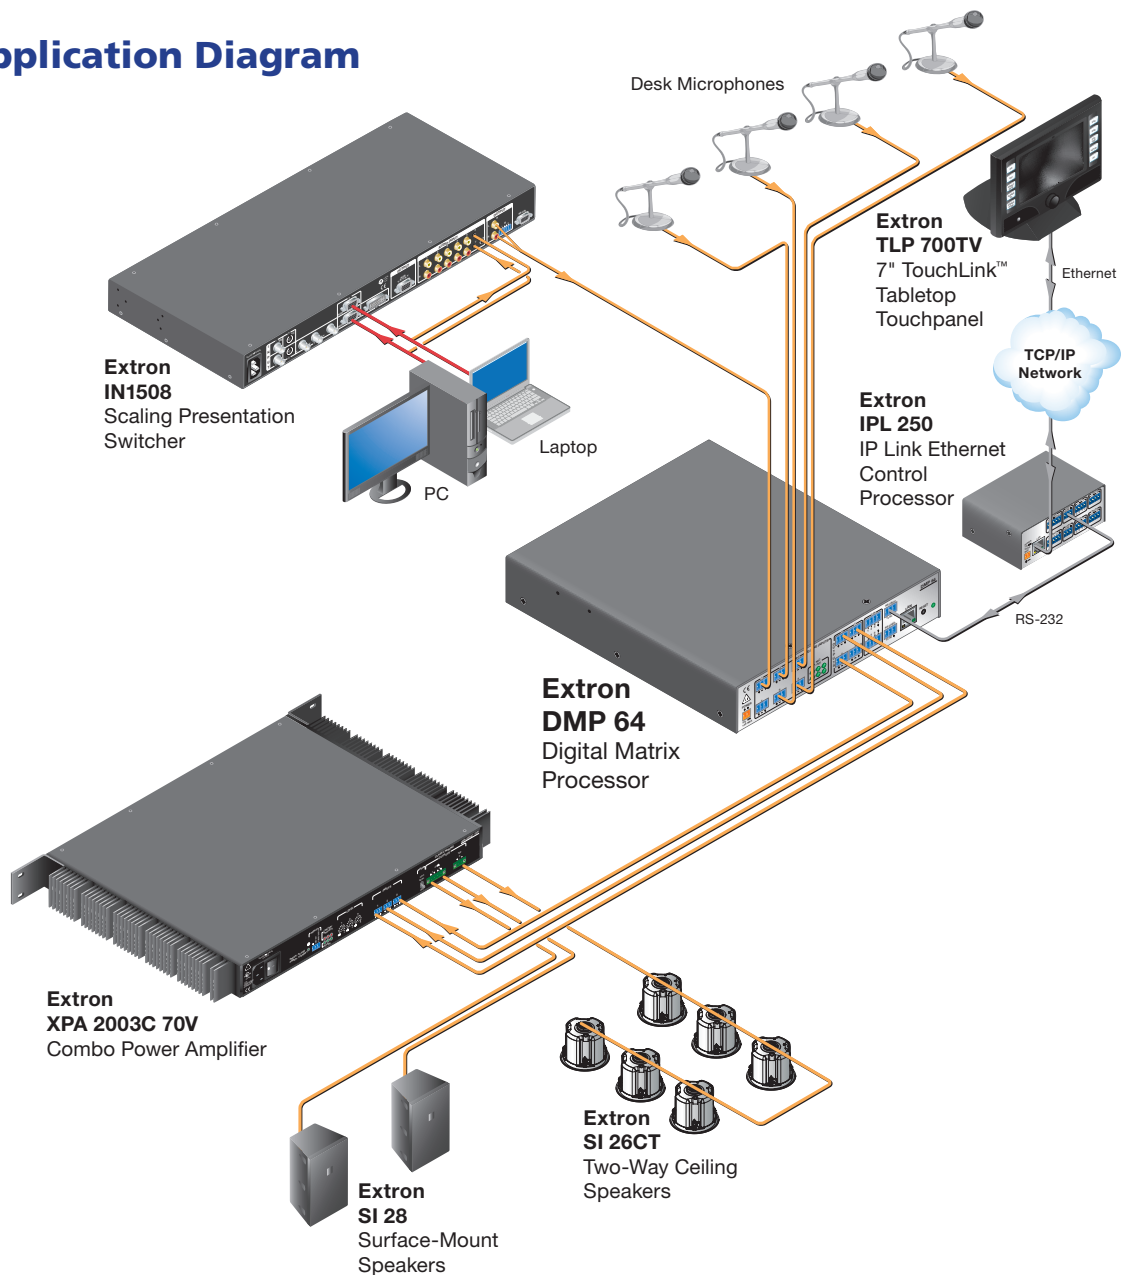 pplication Diagram
Desk Microphones
Extron
TLP 700TV
7" TouchLink™
Tabletop
Touchpanel
Ethernet
TCP/IP
Network
Extron
IN1508
Scaling Presentation
Switcher
Laptop
PC
Extron
IPL 250
IP Link Ethernet
Control
Processor
RS-232
DMP 64
Extron
DMP 64
Digital Matrix
Processor
Extron
XPA 2003C 70V
Combo Power Amplifier
Extron
SI 26CT
Two-Way Ceiling
Speakers
Extron
SI 28
Surface-Mount
Speakers